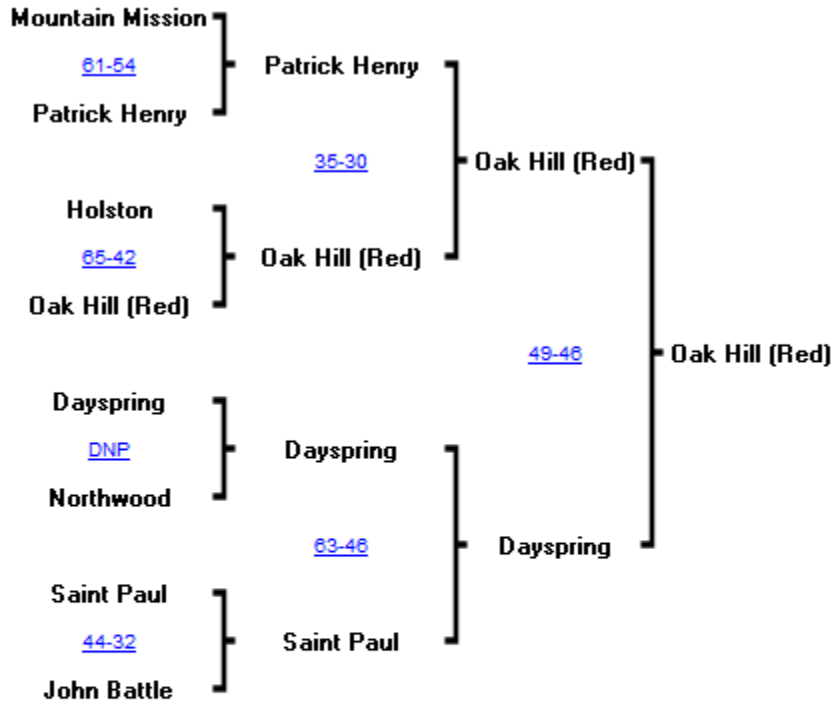 Mountain Mission
61-54
Patrick Henry
Patrick Henry
35-30
Oak Hill (Red)
Holston
65-42
Oak Hill (Red)
Oak Hill (Red)
49-46
Oak Hill (Red)
Dayspring
DNP
Dayspring
Northwood
63-46
Dayspring
Saint Paul
44-32
Saint Paul
John Battle